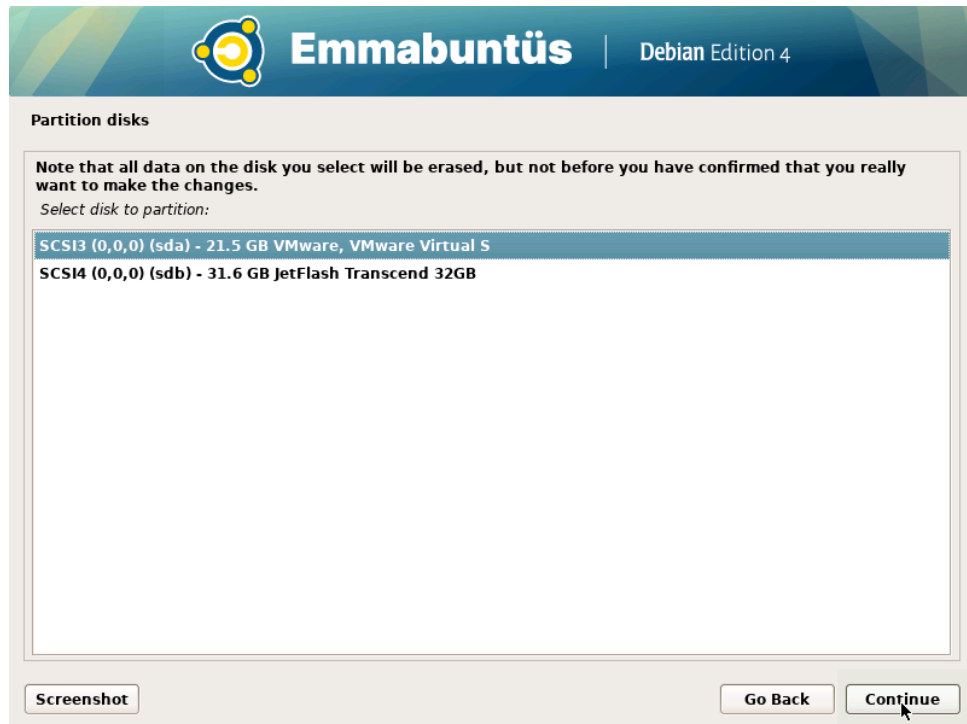 Emmabuntüs | Debian Edition 4
Partition disks
Note that all data on the disk you select will be erased, but not before you have confirmed that you really
want to make the changes.
Select disk to partition:
SCSI3 (0,0,0) (sda) - 21.5 GB VMware, VMware Virtual S
SCSI4 (0,0,0) (sdb) - 31.6 GB JetFlash Transcend 32GB
Screenshot Go Back Continue